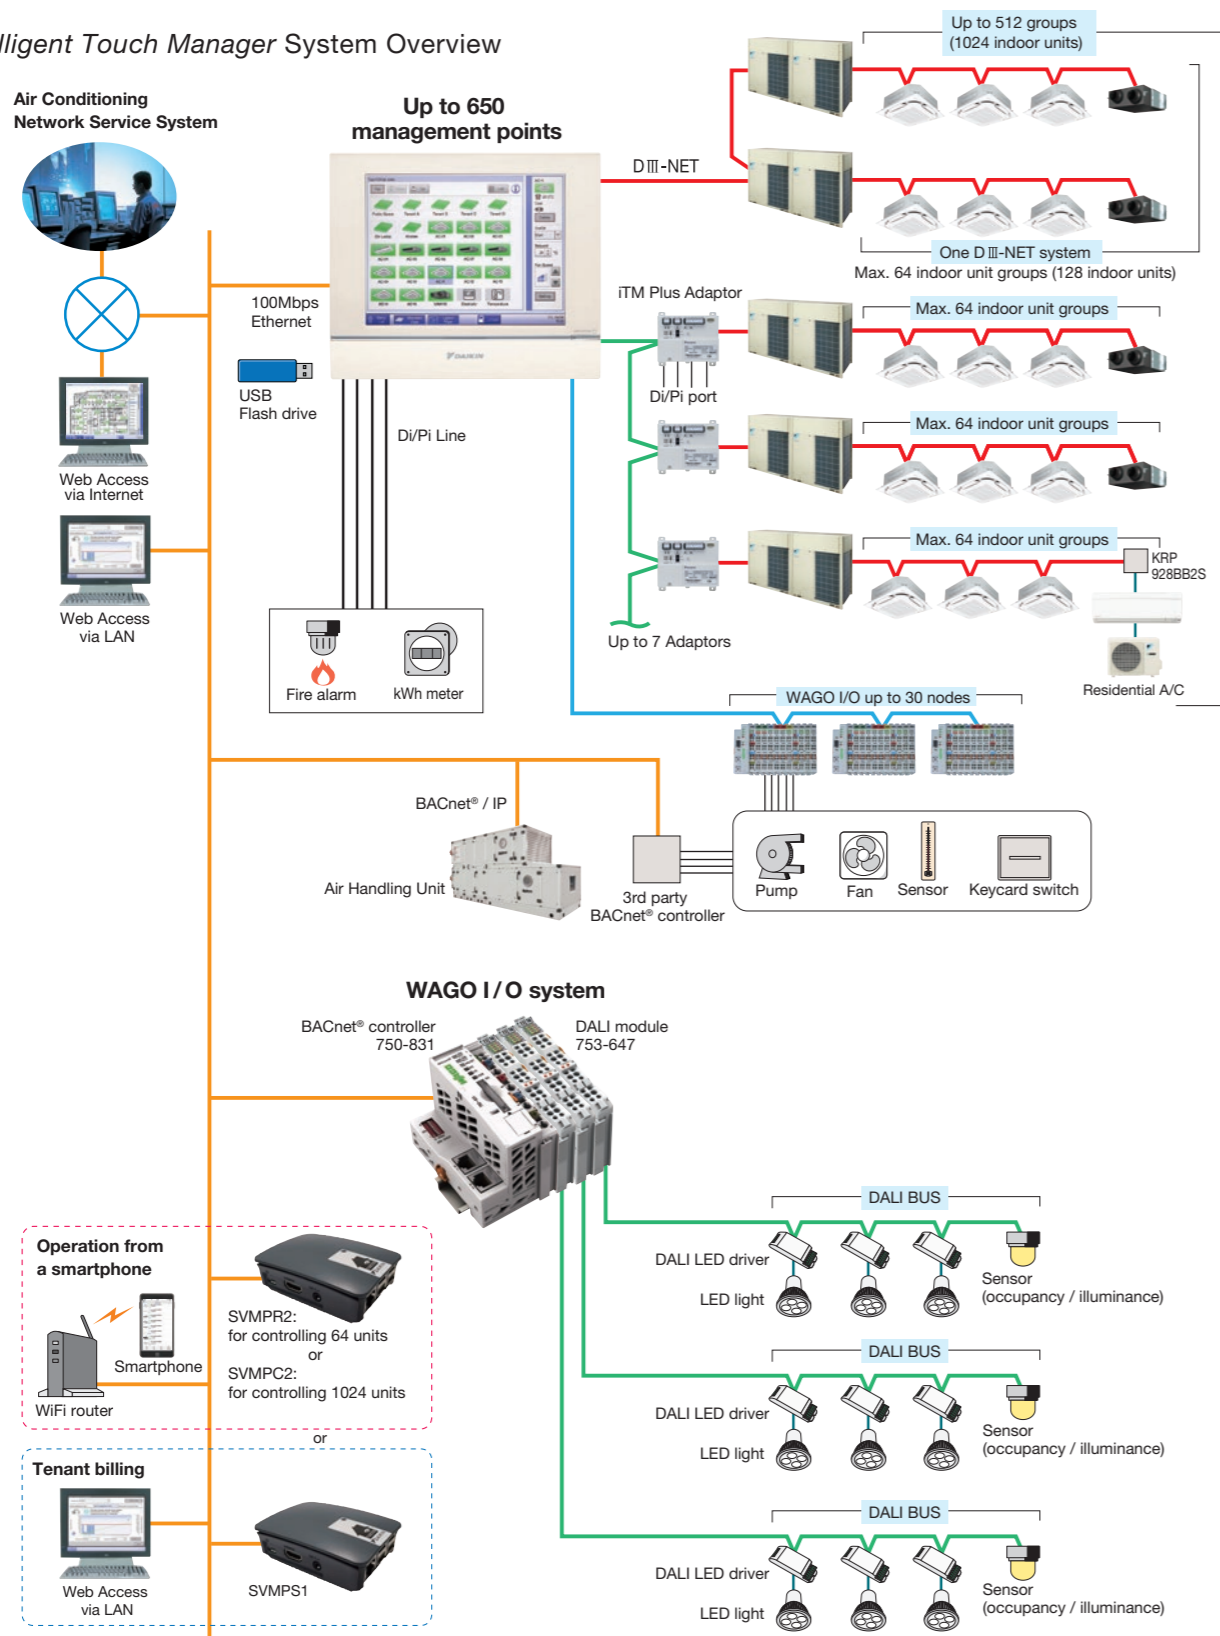 lligent Touch Manager System Overview
Up to 512 groups
(1024 indoor units)
Air Conditioning
Network Service System
Up to 650
management points
DⅢ-NET
One DⅢ-NET system
Max. 64 indoor unit groups (128 indoor units)
100Mbps
Ethernet
iTM Plus Adaptor
Max. 64 indoor unit groups
DAIKIN
USB
Flash drive
Di/Pi port
Di/Pi Line
Max. 64 indoor unit groups
Web Access
via Internet
Max. 64 indoor unit groups
KRP
928BB2S
Web Access
via LAN
Up to 7 Adaptors
Fire alarm
kWh meter
Residential A/C
WAGO I/O up to 30 nodes
BACnet® / IP
Air Handling Unit
3rd party
BACnet® controller
Pump
Fan
Sensor
Keycard switch
WAGO I/O system
BACnet® controller
750-831
DALI module
753-647
DALI BUS
DALI LED driver
LED light
Sensor
(occupancy / illuminance)
Operation from
a smartphone
SVMPR2:
for controlling 64 units
or
SVMPC2:
for controlling 1024 units
Smartphone
WiFi router
DALI BUS
DALI LED driver
LED light
Sensor
(occupancy / illuminance)
or
Tenant billing
Web Access
via LAN
SVMPS1
DALI BUS
DALI LED driver
LED light
Sensor
(occupancy / illuminance)